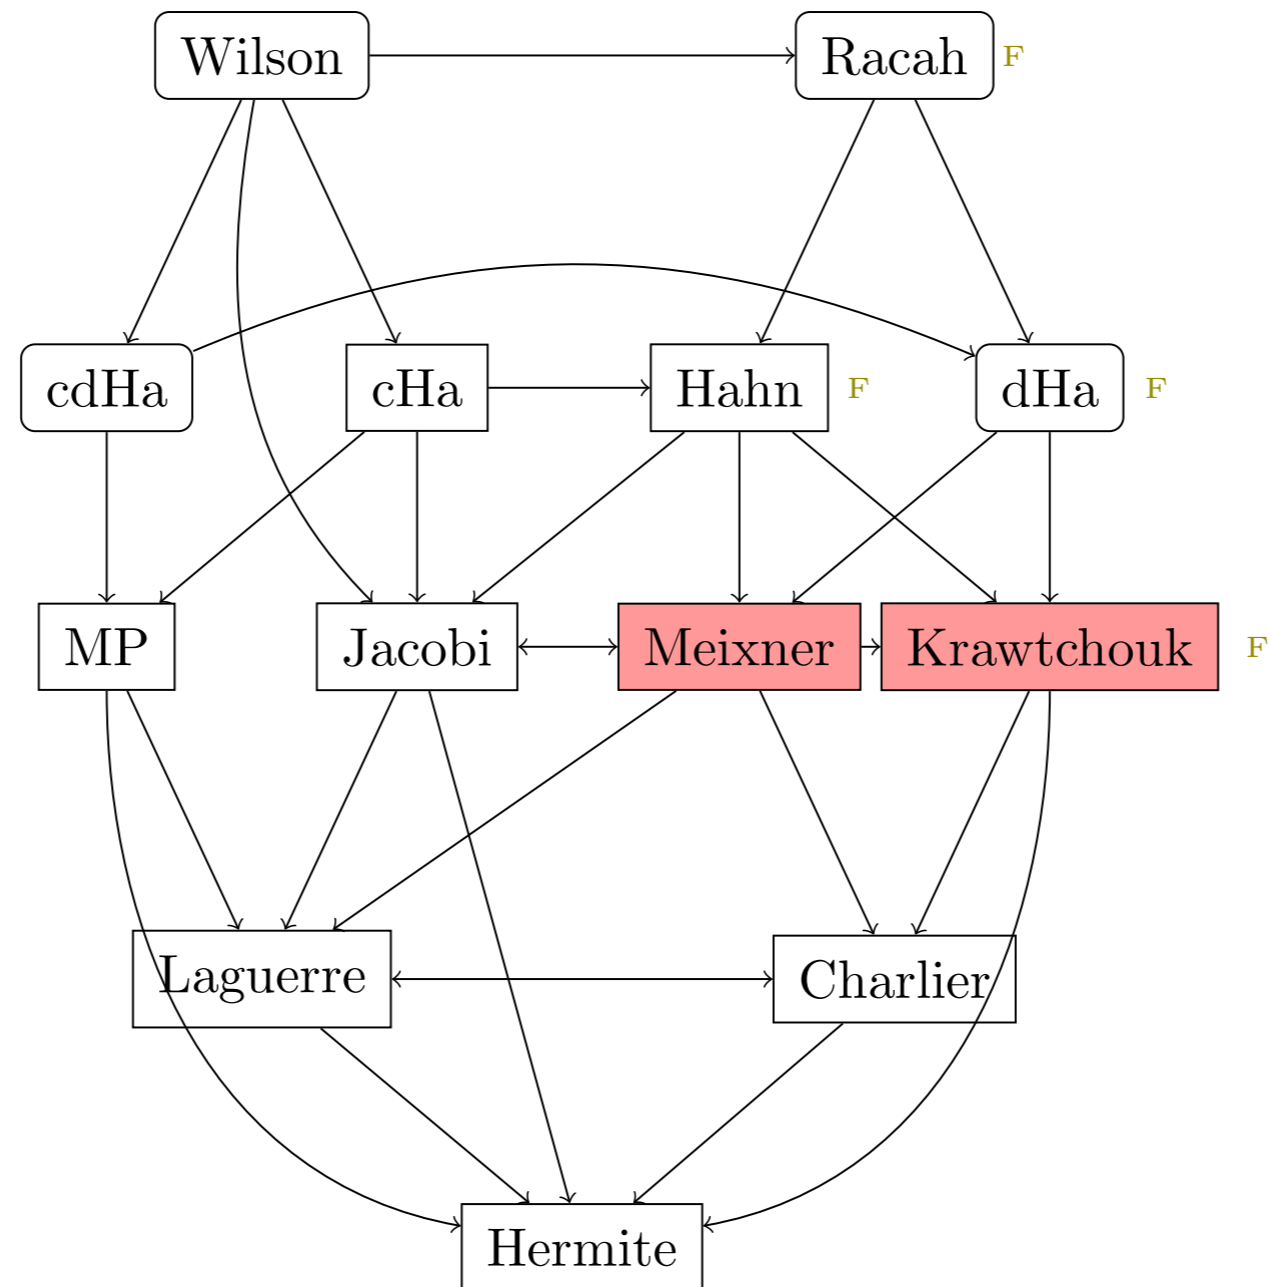 Wilson Racah F
cdHa cHa Hahn F dHa F
MP Jacobi Meixner Krawtchouk F
Laguerre Charlier
Hermite